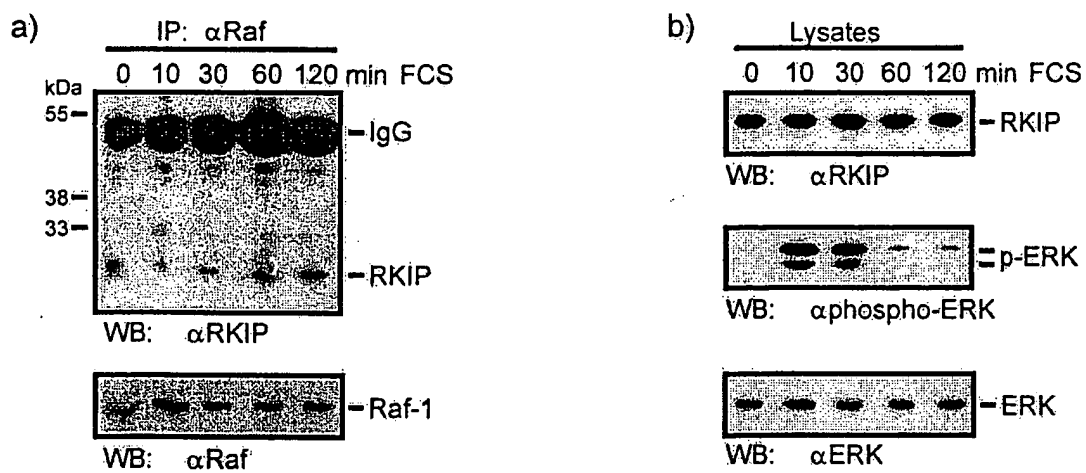 a)
IP: αRaf
0 10 30 60 120 min FCS
kDa
55
IgG
38
33
RKIP
WB: αRKIP
Raf-1
WB: αRaf
b)
Lysates
0 10 30 60 120 min FCS
RKIP
WB: αRKIP
p-ERK
WB: αphospho-ERK
ERK
WB: αERK